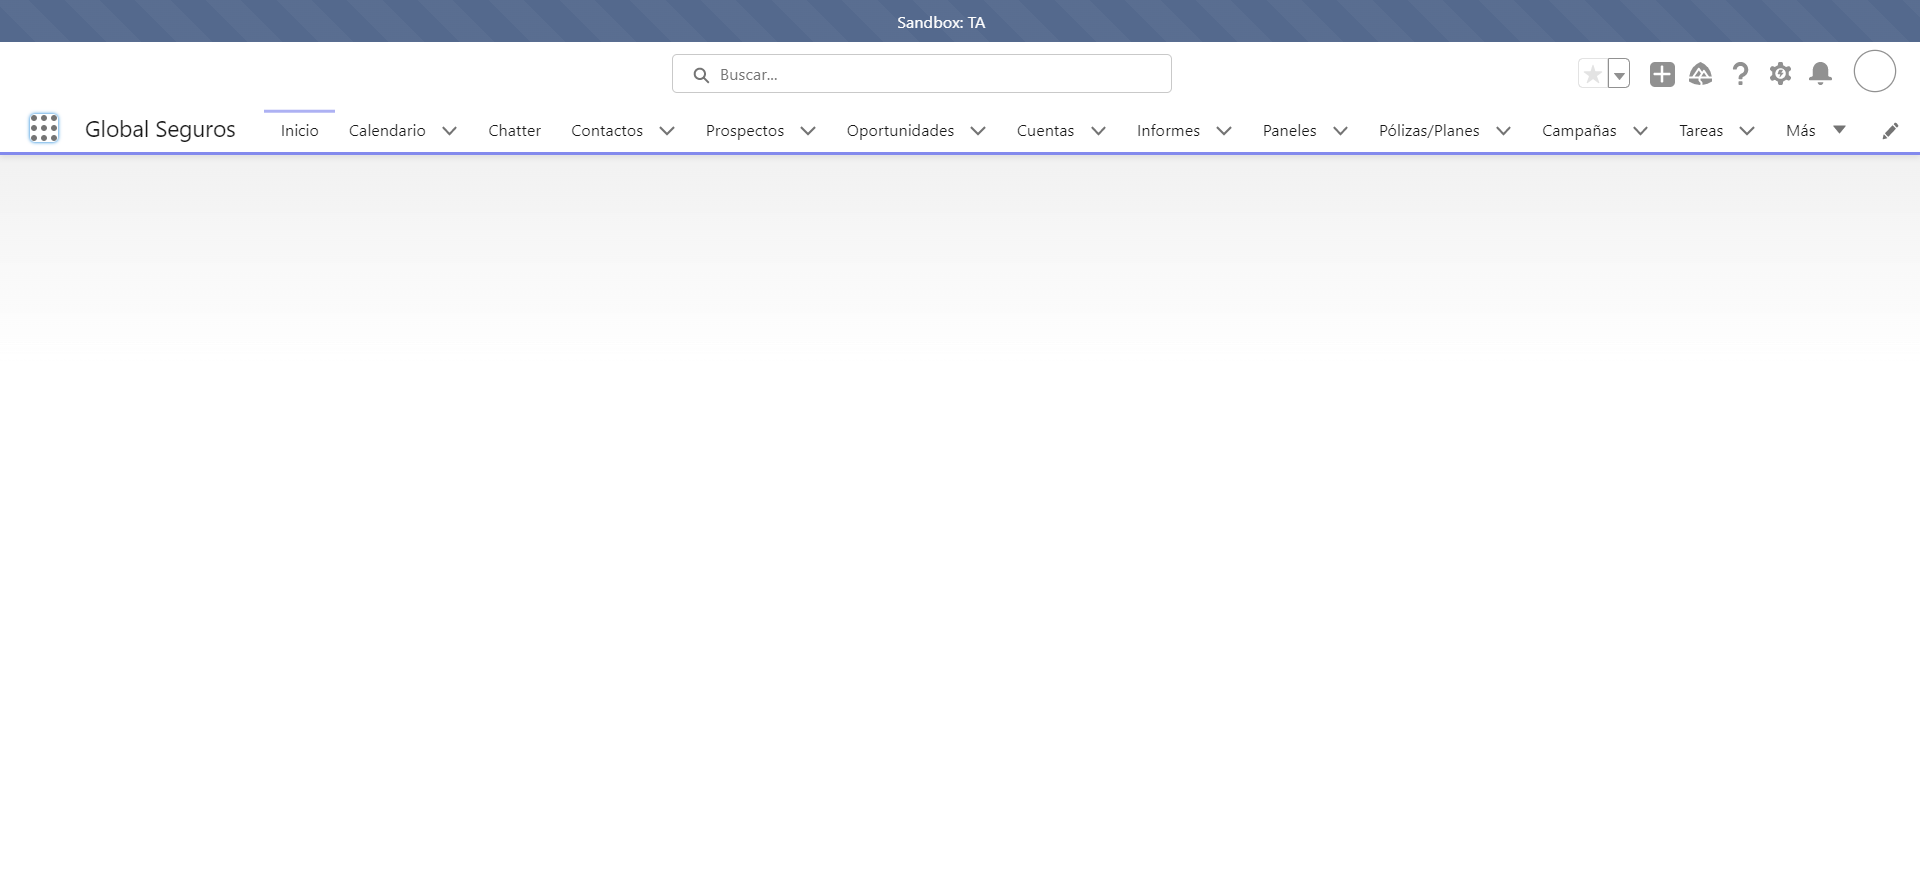 Sandbox: TA
Buscar...
Global Seguros Inicio Calendario Chatter Contactos Prospectos Oportunidades Cuentas Informes Paneles Pólizas/Planes Campañas Tareas Más